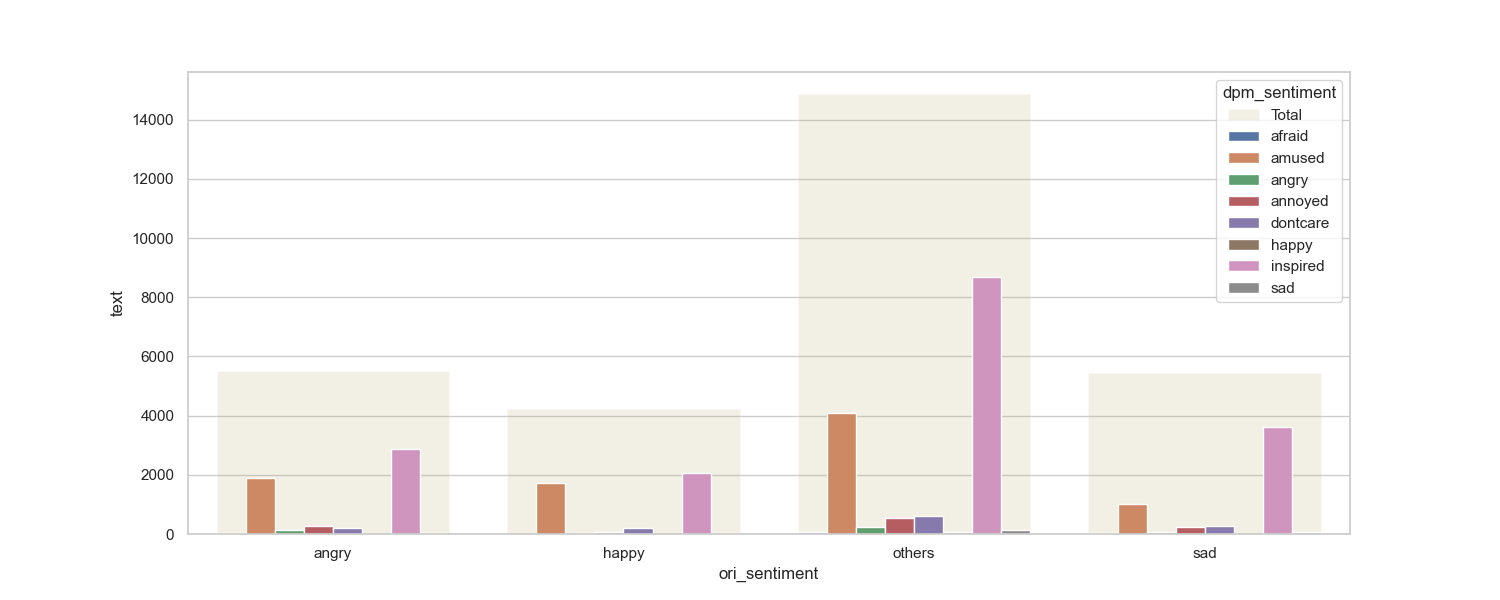 dpm_sentiment
Total
afraid
amused
angry
annoyed
dontcare
happy
inspired
sad
14000
12000
10000
8000
6000
4000
2000
0
text
angry happy others sad
ori_sentiment